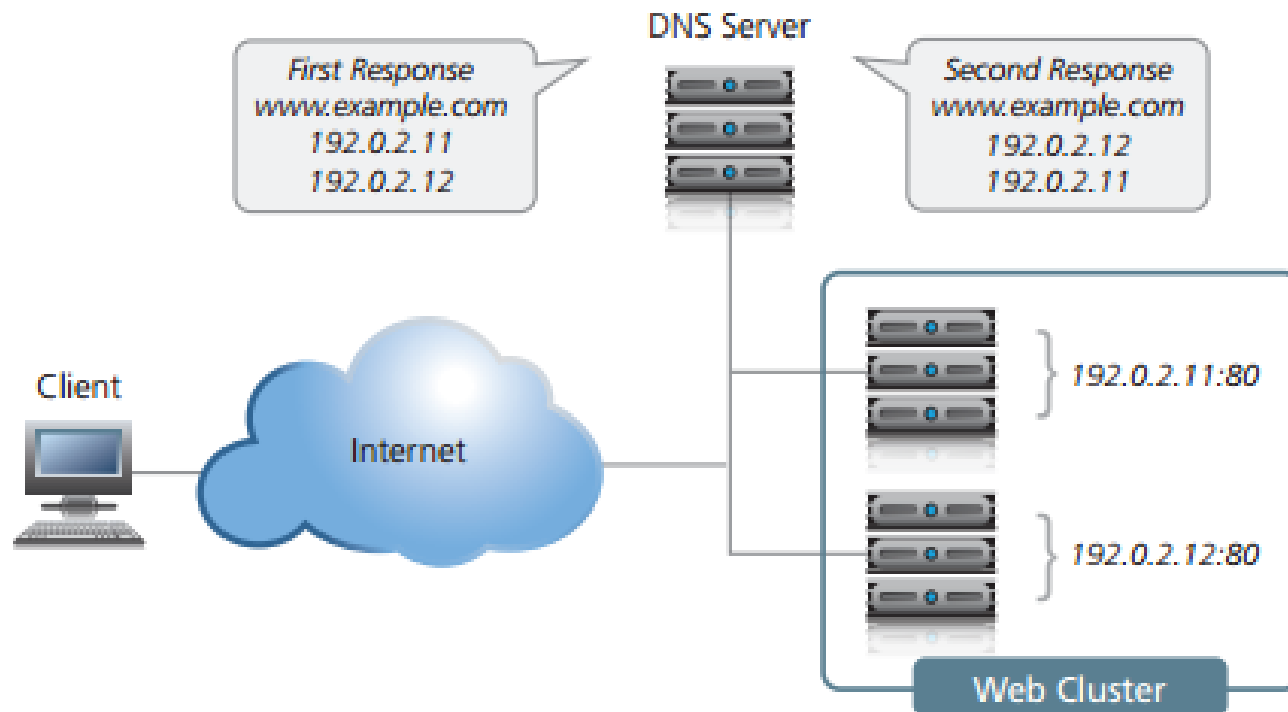 DNS Server
First Response
www.example.com
192.0.2.11
192.0.2.12
Second Response
www.example.com
192.0.2.12
192.0.2.11
Client
Internet
192.0.2.11:80
192.0.2.12:80
Web Cluster